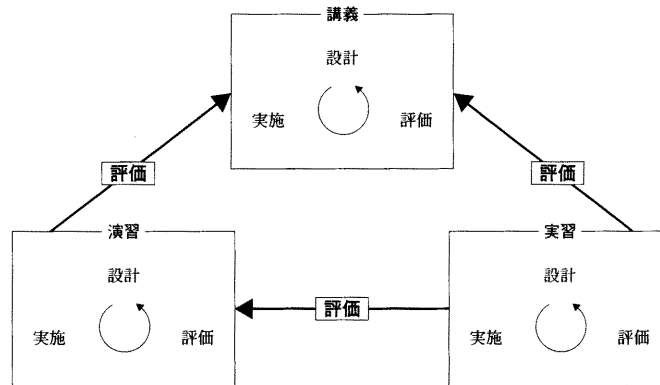 講義
設計
実施 評価
評価 評価
演習 実習
設計 設計
評価
実施 評価 実施 評価